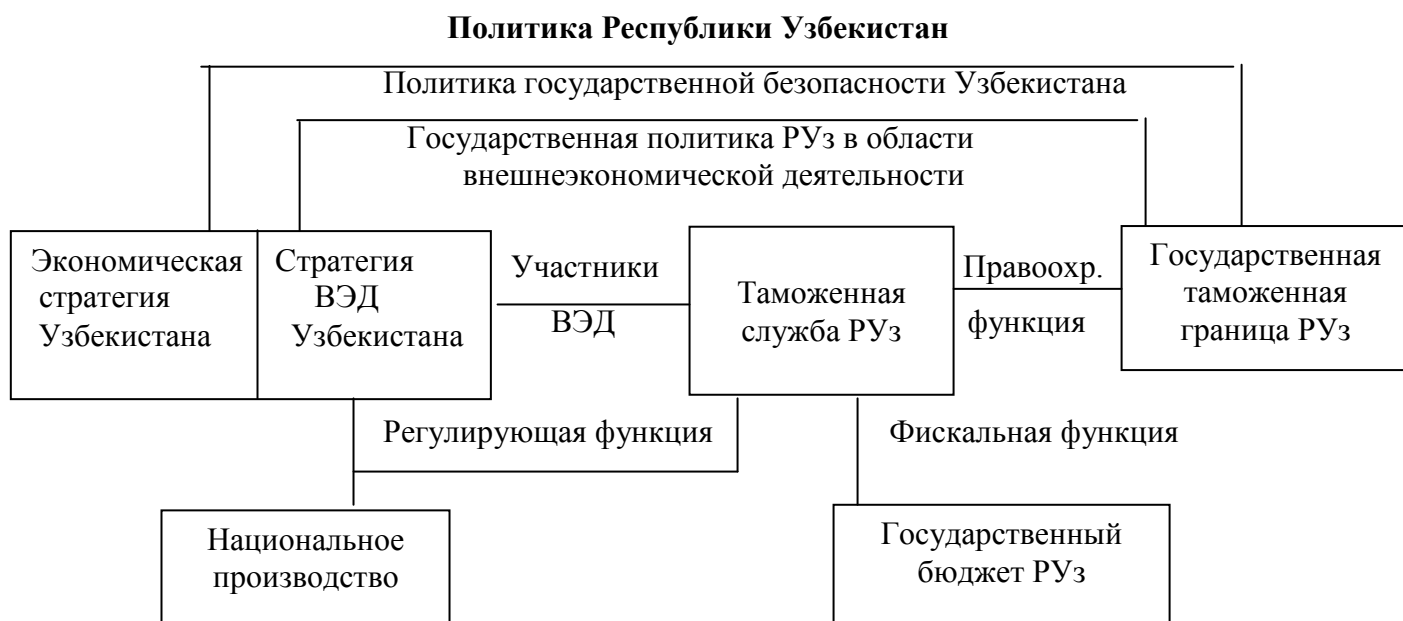 Политика Республики Узбекистан
Политика государственной безопасности Узбекистана
Государственная политика РУз в области
внешнеэкономической деятельности
Экономическая
стратегия
Узбекистана
Стратегия
ВЭД
Узбекистана
Участники
ВЭД
Таможенная
служба РУз
Правоохр.
функция
Государственная
таможенная
граница РУз
Регулирующая функция
Фискальная функция
Национальное
производство
Государственный
бюджет РУз